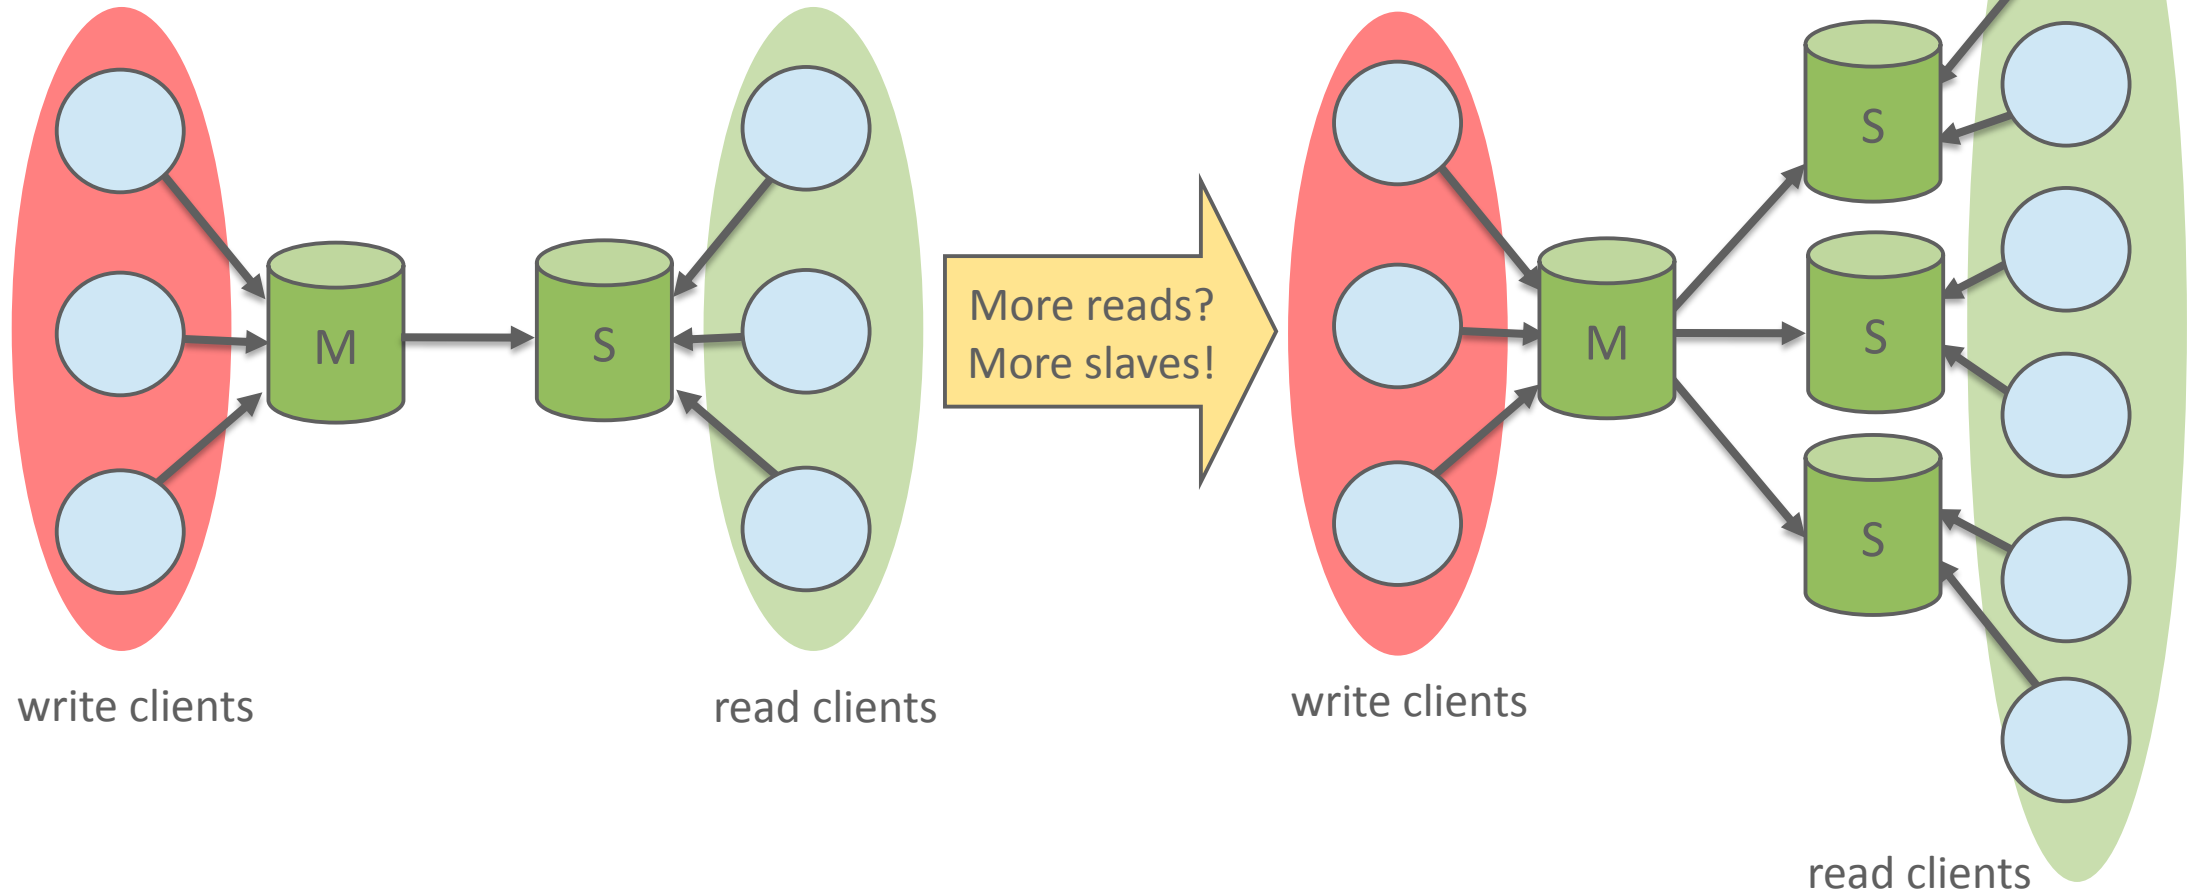 M
S
write clients
read clients
More reads?
More slaves!
M
S
S
S
write clients
read clients